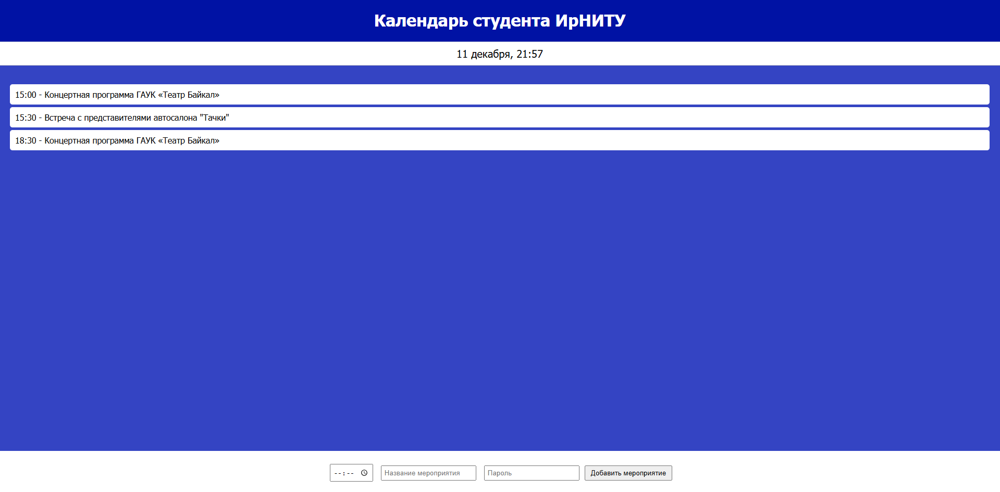 Календарь студента ИрНИТУ
11 декабря, 21:57
15:00 - Концертная программа ГАУК «Театр Байкал»
15:30 - Встреча с представителями автосалона "Тачки"
18:30 - Концертная программа ГАУК «Театр Байкал»
--:-- Название мероприятия Пароль Добавить мероприятие